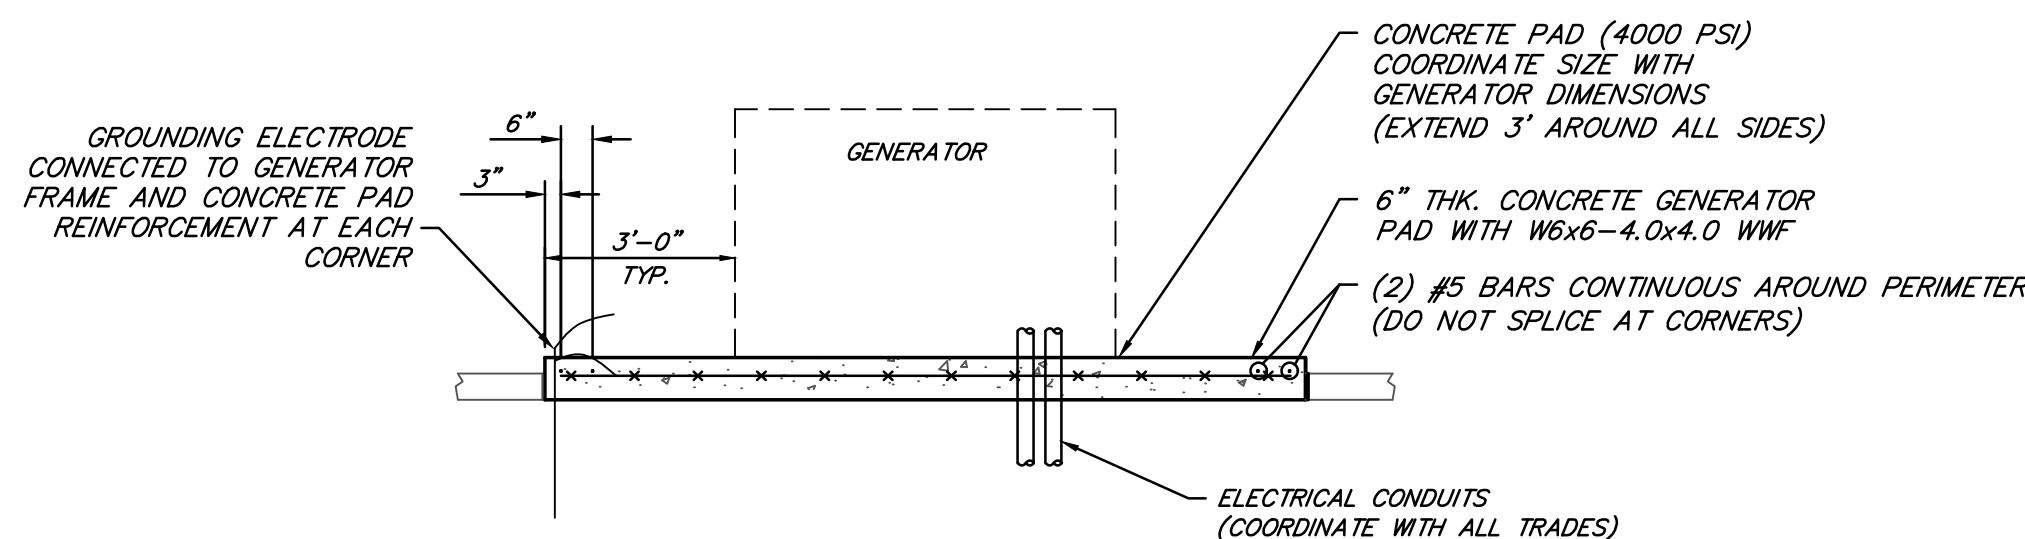 GROUNDING ELECTRODE
CONNECTED TO GENERATOR
FRAME AND CONCRETE PAD
REINFORCEMENT AT EACH
CORNER
6"
3"
3'-0"
TYP.
GENERATOR
CONCRETE PAD (4000 PSI)
COORDINATE SIZE WITH
GENERATOR DIMENSIONS
(EXTEND 3' AROUND ALL SIDES)
6" THK. CONCRETE GENERATOR
PAD WITH W6x6-4.0x4.0 WWF
(2) #5 BARS CONTINUOUS AROUND PERIMETER
(DO NOT SPLICE AT CORNERS)
ELECTRICAL CONDUITS
(COORDINATE WITH ALL TRADES)